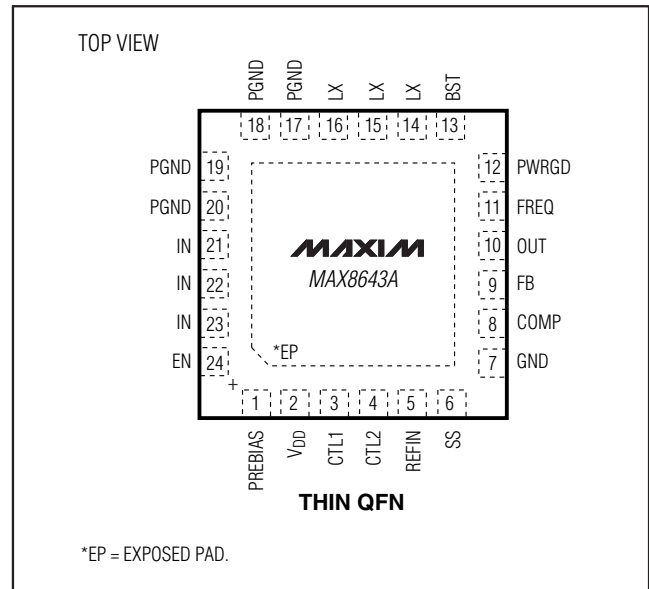 TOP VIEW
PGND
PGND
LX
LX
LX
BST
18
17
16
15
14
13
PGND 19
PGND 20
IN 21
IN 22
IN 23
EN 24
12 PWRGD
11 FREQ
10 OUT
9 FB
8 COMP
7 GND
MAXIM
MAX8643A
*EP
+
1
2
3
4
5
6
PREBIAS
VDD
CTL1
CTL2
REFIN
SS
THIN QFN
*EP = EXPOSED PAD.